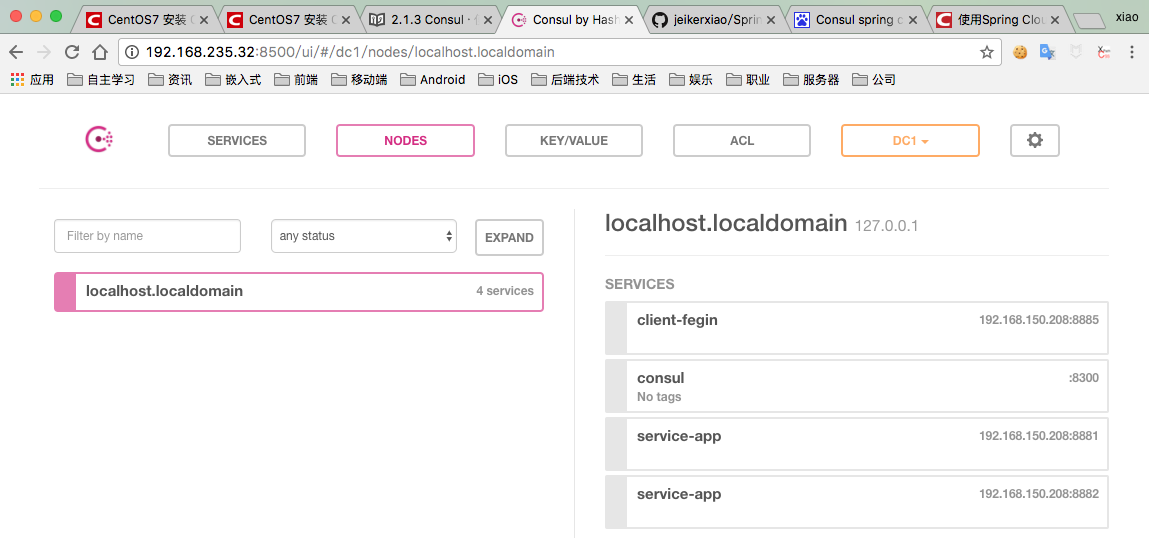 CentOS7 安装
CentOS7 安装
2.1.3 Consul
Consul by Hash
jeikerxiao/Sprin
Consul spring c
使用Spring Clou
xiao
192.168.235.32:8500/ui/#/dc1/nodes/localhost.localdomain
应用
自主学习
资讯
嵌入式
前端
移动端
Android
iOS
后端技术
生活
娱乐
职业
服务器
公司
SERVICES
NODES
KEY/VALUE
ACL
DC1
Filter by name
any status
EXPAND
localhost.localdomain 4 services
localhost.localdomain 127.0.0.1
SERVICES
client-fegin 192.168.150.208:8885
consul :8300
No tags
service-app 192.168.150.208:8881
service-app 192.168.150.208:8882